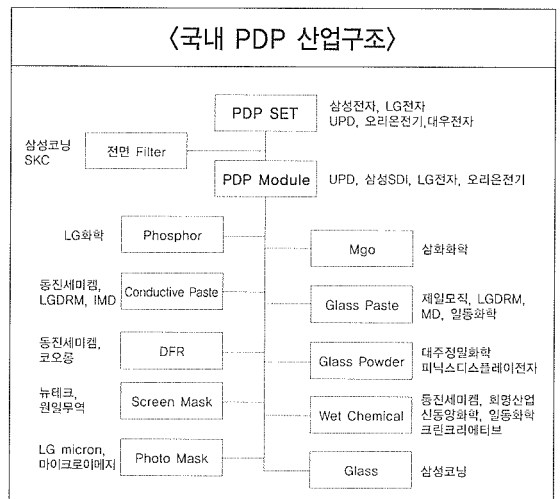 〈국내 PDP 산업구조〉
PDP SET
삼성전자, LG전자
UPD, 오리온전기,대우전자
삼성코닝
SKC
전면 Filter
PDP Module
UPD, 삼성SDI, LG전자, 오리온전기
LG화학
Phosphor
Mgo
삼화화학
동진세미켐,
LGDRM, IMD
Conductive Paste
Glass Paste
제일모직, LGDRM,
MD, 일동화학
동진세미켐,
코오롱
DFR
Glass Powder
대주정밀화학
피닉스디스플레이전자
뉴테크,
원일무역
Screen Mask
Wet Chemical
동진세미켐, 희명산업
신동양화학, 일동화학
크린크리에티브
LG micron,
마이크로이메지
Photo Mask
Glass
삼성코닝